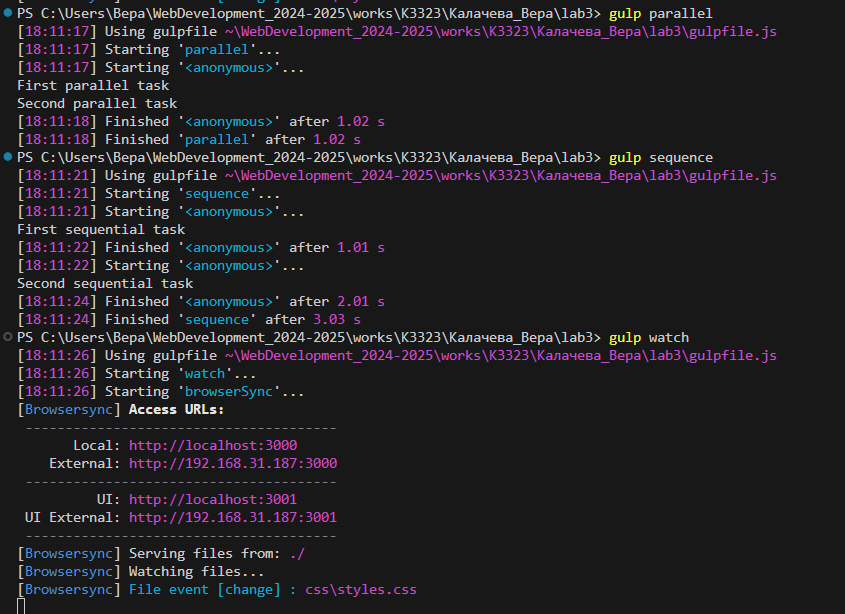 PS C:\Users\Вера\WebDevelopment_2024-2025\works\K3323\Калачева_Вера\lab3> gulp parallel
[18:11:17] Using gulpfile ~\WebDevelopment_2024-2025\works\K3323\Калачева_Вера\lab3\gulpfile.js
[18:11:17] Starting 'parallel'...
[18:11:17] Starting '<anonymous>'...
First parallel task
Second parallel task
[18:11:18] Finished '<anonymous>' after 1.02 s
[18:11:18] Finished 'parallel' after 1.02 s
PS C:\Users\Вера\WebDevelopment_2024-2025\works\K3323\Калачева_Вера\lab3> gulp sequence
[18:11:21] Using gulpfile ~\WebDevelopment_2024-2025\works\K3323\Калачева_Вера\lab3\gulpfile.js
[18:11:21] Starting 'sequence'...
[18:11:21] Starting '<anonymous>'...
First sequential task
[18:11:22] Finished '<anonymous>' after 1.01 s
[18:11:22] Starting '<anonymous>'...
Second sequential task
[18:11:24] Finished '<anonymous>' after 2.01 s
[18:11:24] Finished 'sequence' after 3.03 s
PS C:\Users\Вера\WebDevelopment_2024-2025\works\K3323\Калачева_Вера\lab3> gulp watch
[18:11:26] Using gulpfile ~\WebDevelopment_2024-2025\works\K3323\Калачева_Вера\lab3\gulpfile.js
[18:11:26] Starting 'watch'...
[18:11:26] Starting 'browserSync'...
[Browsersync] Access URLs:
---------------------------------------
Local: http://localhost:3000
External: http://192.168.31.187:3000
---------------------------------------
UI: http://localhost:3001
UI External: http://192.168.31.187:3001
---------------------------------------
[Browsersync] Serving files from: ./
[Browsersync] Watching files...
[Browsersync] File event [change] : css\styles.css